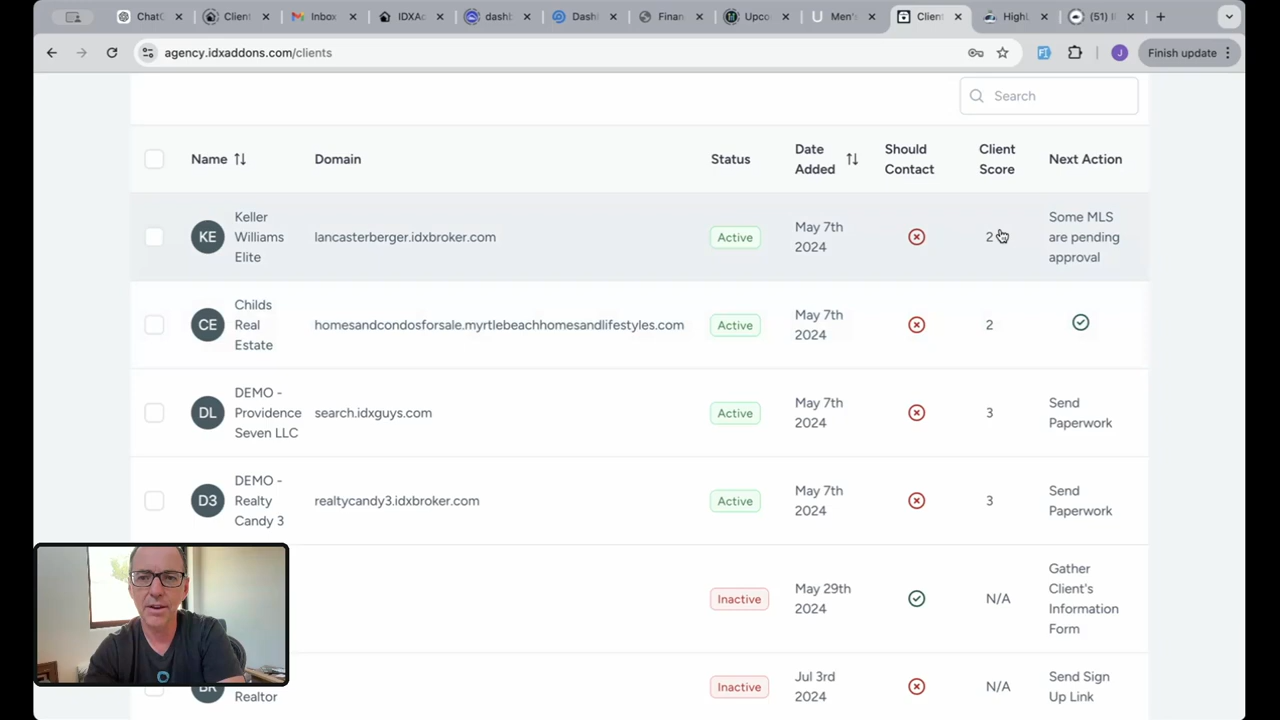 ChatC
Client
Inbox
IDXAc
dashb
Dashl
Finan
Upco
Men's
Client
HighL
agency.idxaddons.com/clients
J
Finish update
Search
Name
Domain
Status
Date
Added
Should
Contact
Client
Score
Next Action
KE
Keller
Williams
Elite
lancasterberger.idxbroker.com
Active
May 7th
2024
2
Some MLS
are pending
approval
CE
Childs
Real
Estate
homesandcondosforsale.myrtlebeachhomesandlifestyles.com
Active
May 7th
2024
2
DL
DEMO -
Providence
Seven LLC
search.idxguys.com
Active
May 7th
2024
3
Send
Paperwork
D3
DEMO -
Realty
Candy 3
realtycandy3.idxbroker.com
Active
May 7th
2024
3
Send
Paperwork
Inactive
May 29th
2024
N/A
Gather
Client's
Information
Form
BR
Realtor
Inactive
Jul 3rd
2024
N/A
Send Sign
Up Link